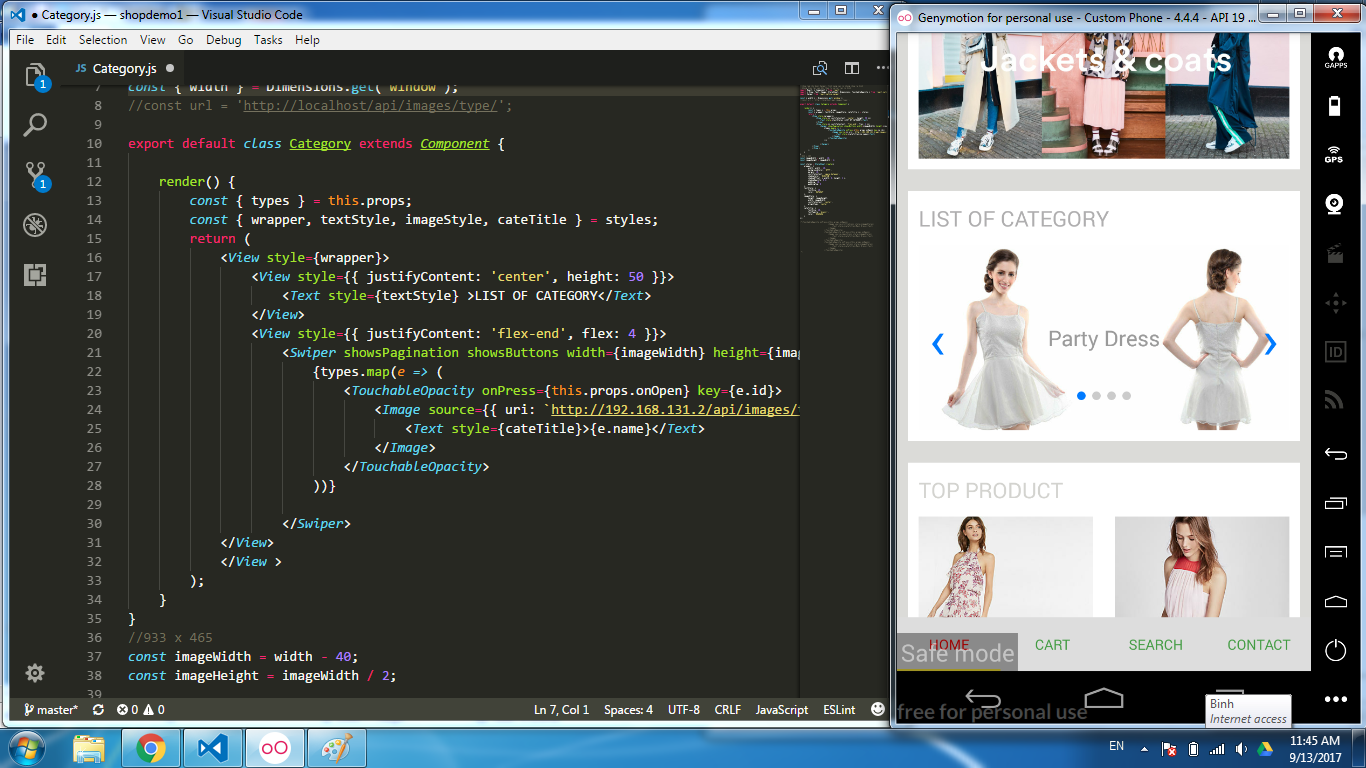 ● Category.js — shopdemo1 — Visual Studio Code
File Edit Selection View Go Debug Tasks Help
1
JS Category.js ●
7 const { width } = Dimensions.get('window');
8 //const url = 'http://localhost/api/images/type/';
9
10 export default class Category extends Component {
11
12 render() {
13 const { types } = this.props;
14 const { wrapper, textStyle, imageStyle, cateTitle } = styles;
15 return (
16 <View style={wrapper}>
17 <View style={{ justifyContent: 'center', height: 50 }}>
18 <Text style={textStyle} >LIST OF CATEGORY</Text>
19 </View>
20 <View style={{ justifyContent: 'flex-end', flex: 4 }}>
21 <Swiper showsPagination showsButtons width={imageWidth} height={imag
22 {types.map(e => (
23 <TouchableOpacity onPress={this.props.onOpen} key={e.id}>
24 <Image source={{ uri: `http://192.168.131.2/api/images/
25 <Text style={cateTitle}>{e.name}</Text>
26 </Image>
27 </TouchableOpacity>
28 ))}
29
30 </Swiper>
31 </View>
32 </View >
33 );
34 }
35 }
36 //933 x 465
37 const imageWidth = width - 40;
38 const imageHeight = imageWidth / 2;
39
1
master* 0 0 Ln 7, Col 1 Spaces: 4 UTF-8 CRLF JavaScript ESLint
Genymotion for personal use - Custom Phone - 4.4.4 - API 19 ...
Jackets & coats
LIST OF CATEGORY
Party Dress
TOP PRODUCT
HOME CART SEARCH CONTACT
Safe mode
free for personal use
GAPPS
GPS
ID
Binh
Internet access
EN
11:45 AM
9/13/2017